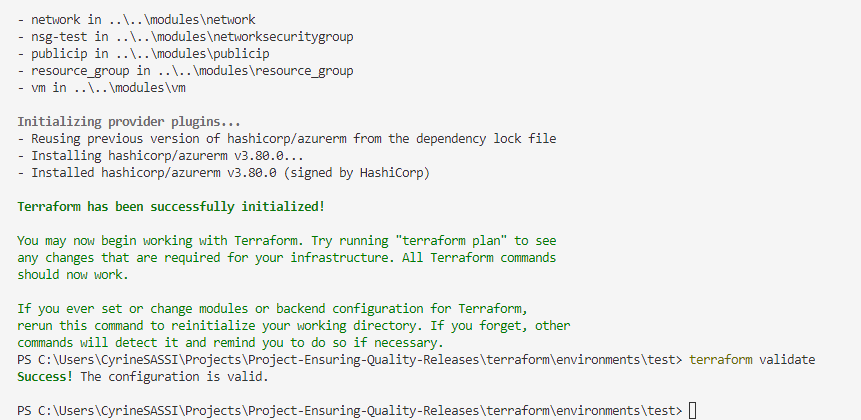 - network in ..\..\modules\network
- nsg-test in ..\..\modules\networksecuritygroup
- publicip in ..\..\modules\publicip
- resource_group in ..\..\modules\resource_group
- vm in ..\..\modules\vm
Initializing provider plugins...
- Reusing previous version of hashicorp/azurerm from the dependency lock file
- Installing hashicorp/azurerm v3.80.0...
- Installed hashicorp/azurerm v3.80.0 (signed by HashiCorp)
Terraform has been successfully initialized!
You may now begin working with Terraform. Try running "terraform plan" to see
any changes that are required for your infrastructure. All Terraform commands
should now work.
If you ever set or change modules or backend configuration for Terraform,
rerun this command to reinitialize your working directory. If you forget, other
commands will detect it and remind you to do so if necessary.
PS C:\Users\CyrineSASSI\Projects\Project-Ensuring-Quality-Releases\terraform\environments\test> terraform validate
Success! The configuration is valid.
PS C:\Users\CyrineSASSI\Projects\Project-Ensuring-Quality-Releases\terraform\environments\test>